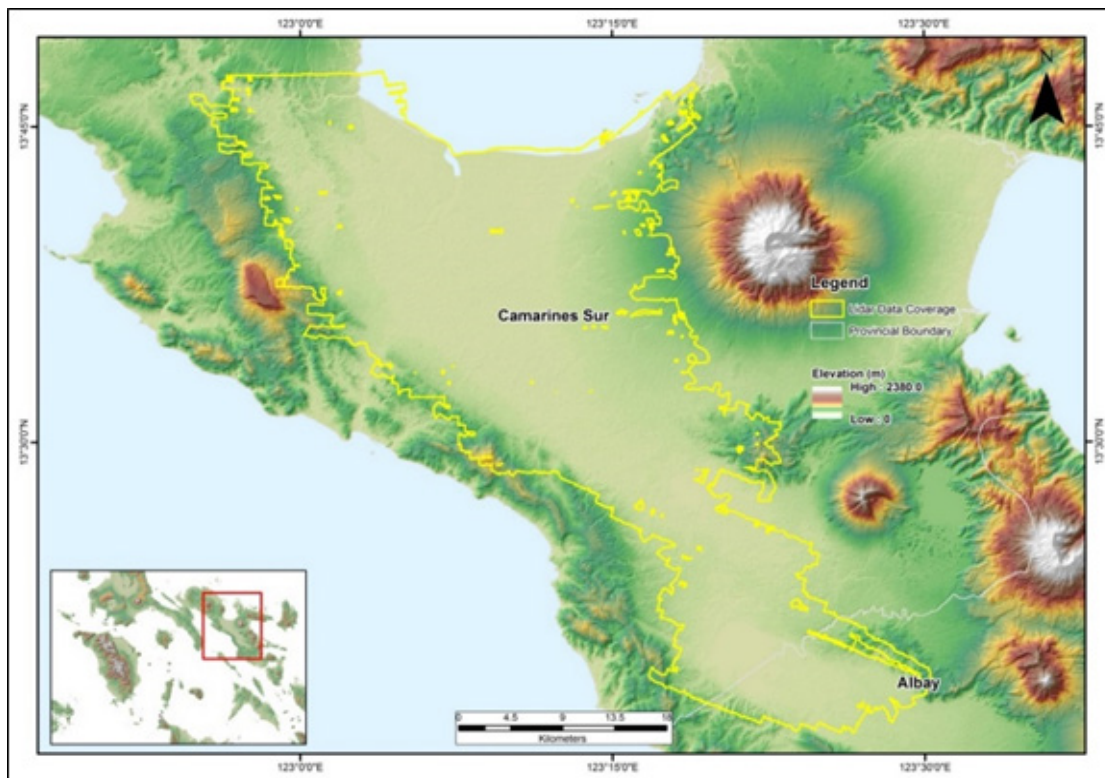 123°0'0"E
123°15'0"E
123°30'0"E
N
13°45'0"N
13°45'0"N
Legend
Lidar Data Coverage
Provincial Boundary
Camarines Sur
Elevation (m)
High : 2380.0
Low : 0
13°30'0"N
13°30'0"N
Albay
0 4.5 9 13.5 18
Kilometers
123°0'0"E
123°15'0"E
123°30'0"E